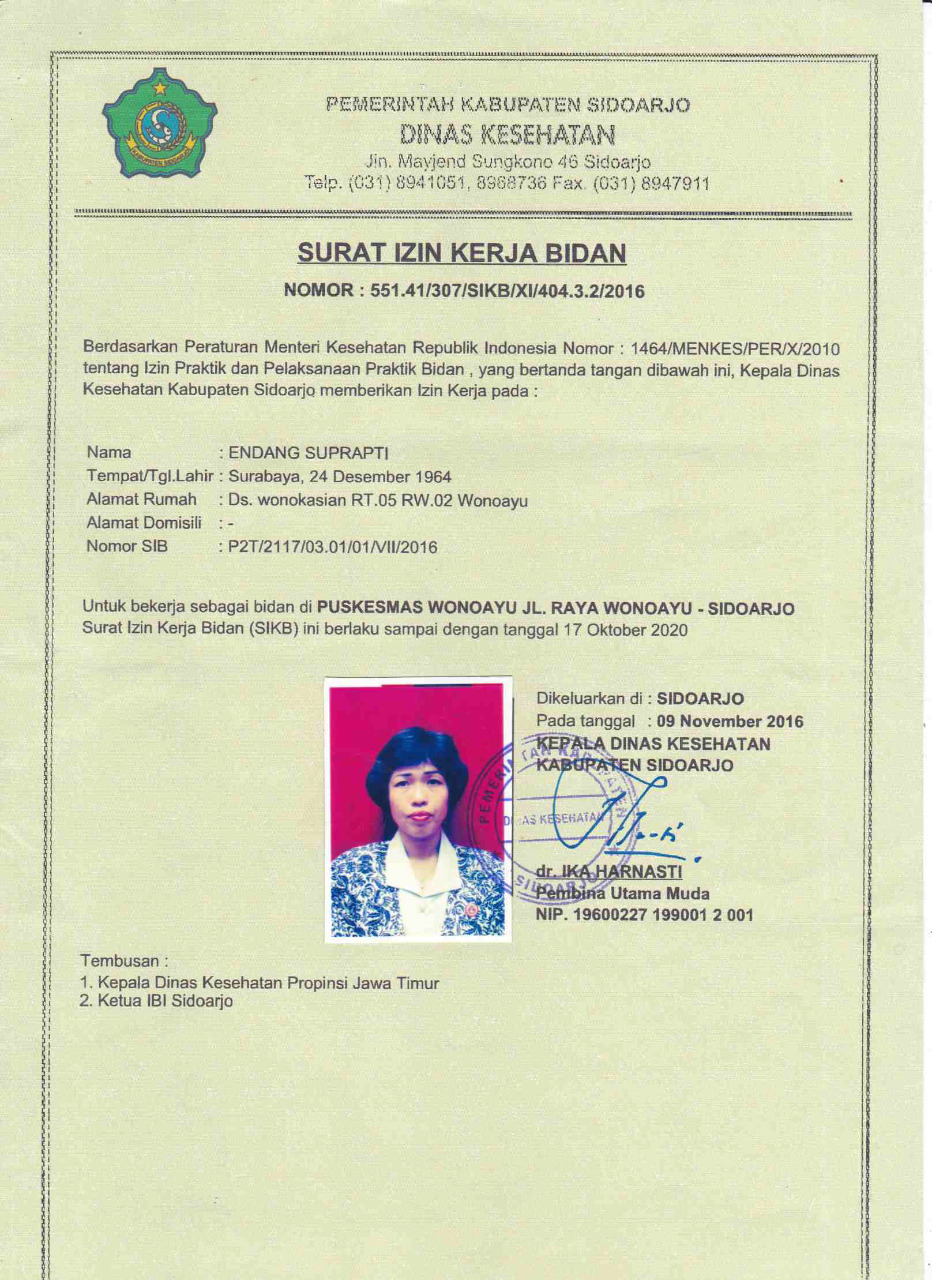 KABUPATEN SIDOARJO
PEMERINTAH KABUPATEN SIDOARJO
DINAS KESEHATAN
Jln. Mayjend Sungkono 46 Sidoarjo
Telp. (031) 8941051, 8968736 Fax. (031) 8947911
SURAT IZIN KERJA BIDAN
NOMOR : 551.41/307/SIKB/XI/404.3.2/2016
Berdasarkan Peraturan Menteri Kesehatan Republik Indonesia Nomor : 1464/MENKES/PER/X/2010
tentang Izin Praktik dan Pelaksanaan Praktik Bidan , yang bertanda tangan dibawah ini, Kepala Dinas
Kesehatan Kabupaten Sidoarjo memberikan Izin Kerja pada :
Nama : ENDANG SUPRAPTI
Tempat/Tgl.Lahir : Surabaya, 24 Desember 1964
Alamat Rumah : Ds. wonokasian RT.05 RW.02 Wonoayu
Alamat Domisili : -
Nomor SIB : P2T/2117/03.01/01/VII/2016
Untuk bekerja sebagai bidan di PUSKESMAS WONOAYU JL. RAYA WONOAYU - SIDOARJO
Surat Izin Kerja Bidan (SIKB) ini berlaku sampai dengan tanggal 17 Oktober 2020
Dikeluarkan di : SIDOARJO
Pada tanggal : 09 November 2016
KEPALA DINAS KESEHATAN
KABUPATEN SIDOARJO
PEMERINTAH KABUPATEN
DINAS KESEHATAN
SIDOARJO
dr. IKA HARNASTI
Pembina Utama Muda
NIP. 19600227 199001 2 001
Tembusan :
1. Kepala Dinas Kesehatan Propinsi Jawa Timur
2. Ketua IBI Sidoarjo